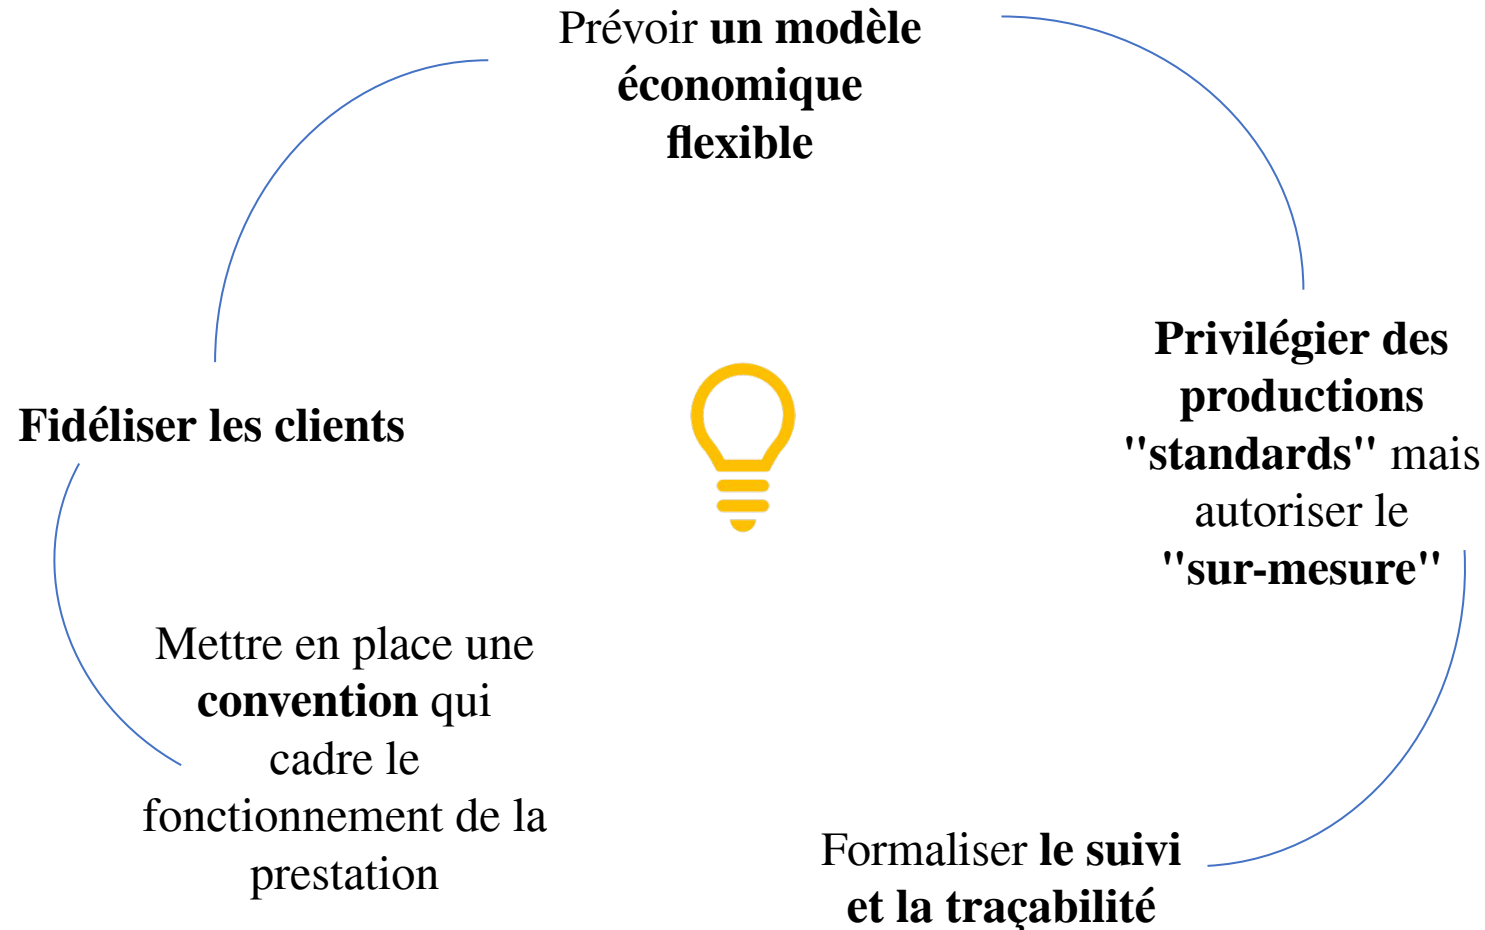 Prévoir un modèle
économique
flexible
Privilégier des
productions
"standards" mais
autoriser le
"sur-mesure"
Fidéliser les clients
Mettre en place une
convention qui
cadre le
fonctionnement de la
prestation
Formaliser le suivi
et la traçabilité